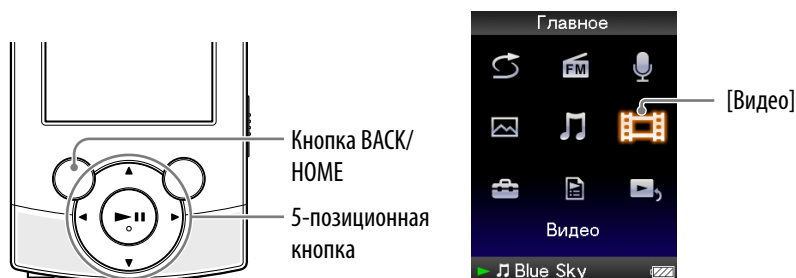 Кнопка BACK/
HOME
5-позиционная
кнопка
Главное
FM
[Видео]
Видео
Blue Sky